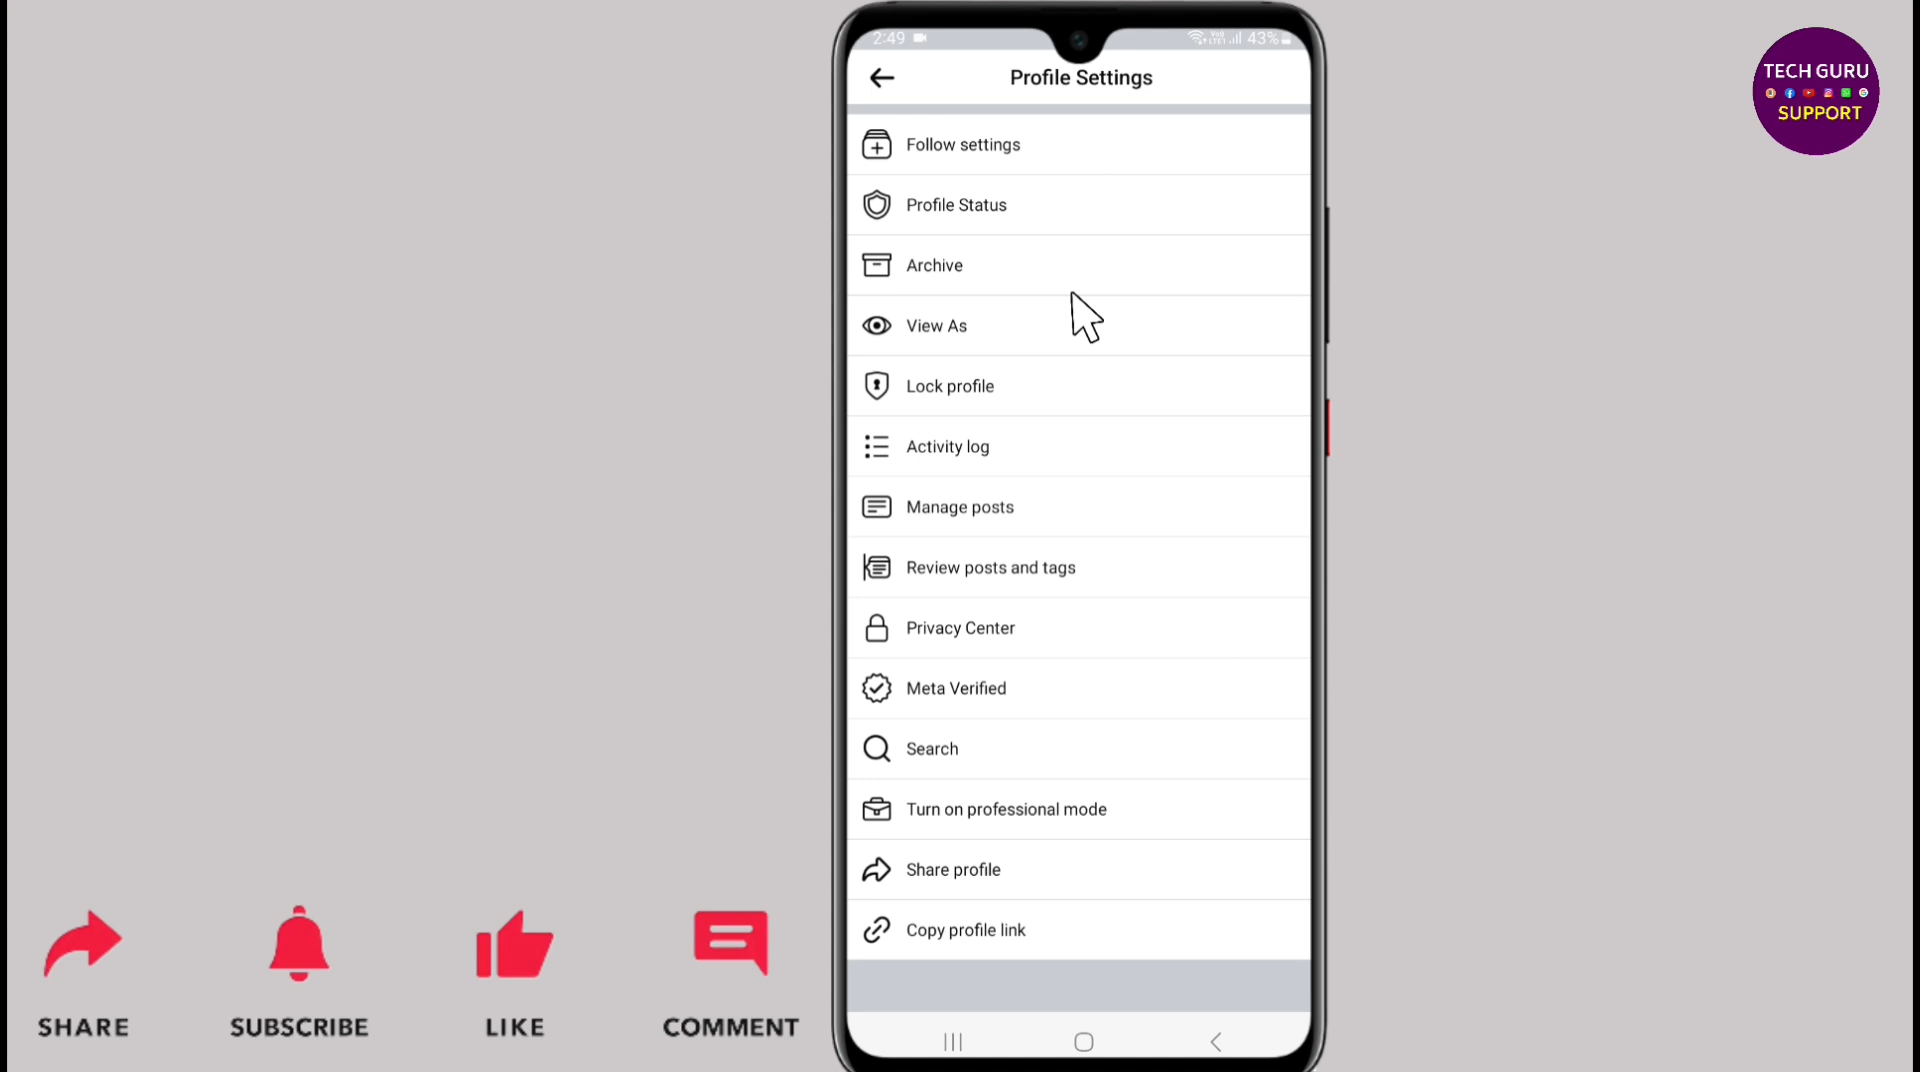 2:49
43%
Profile Settings
TECH GURU
SUPPORT
Follow settings
Profile Status
Archive
View As
Lock profile
Activity log
Manage posts
Review posts and tags
Privacy Center
Meta Verified
Search
Turn on professional mode
Share profile
Copy profile link
SHARE
SUBSCRIBE
LIKE
COMMENT